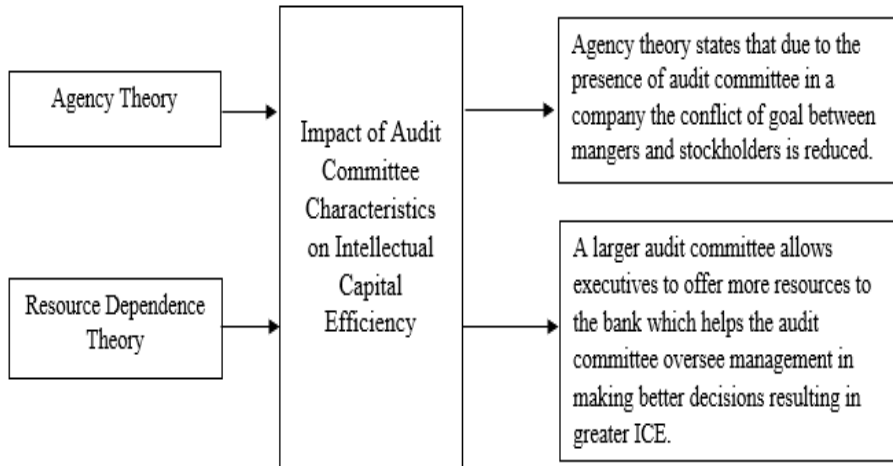 Agency Theory
Resource Dependence
Theory
Impact of Audit
Committee
Characteristics
on Intellectual
Capital
Efficiency
Agency theory states that due to the
presence of audit committee in a
company the conflict of goal between
mangers and stockholders is reduced.
A larger audit committee allows
executives to offer more resources to
the bank which helps the audit
committee oversee management in
making better decisions resulting in
greater ICE.